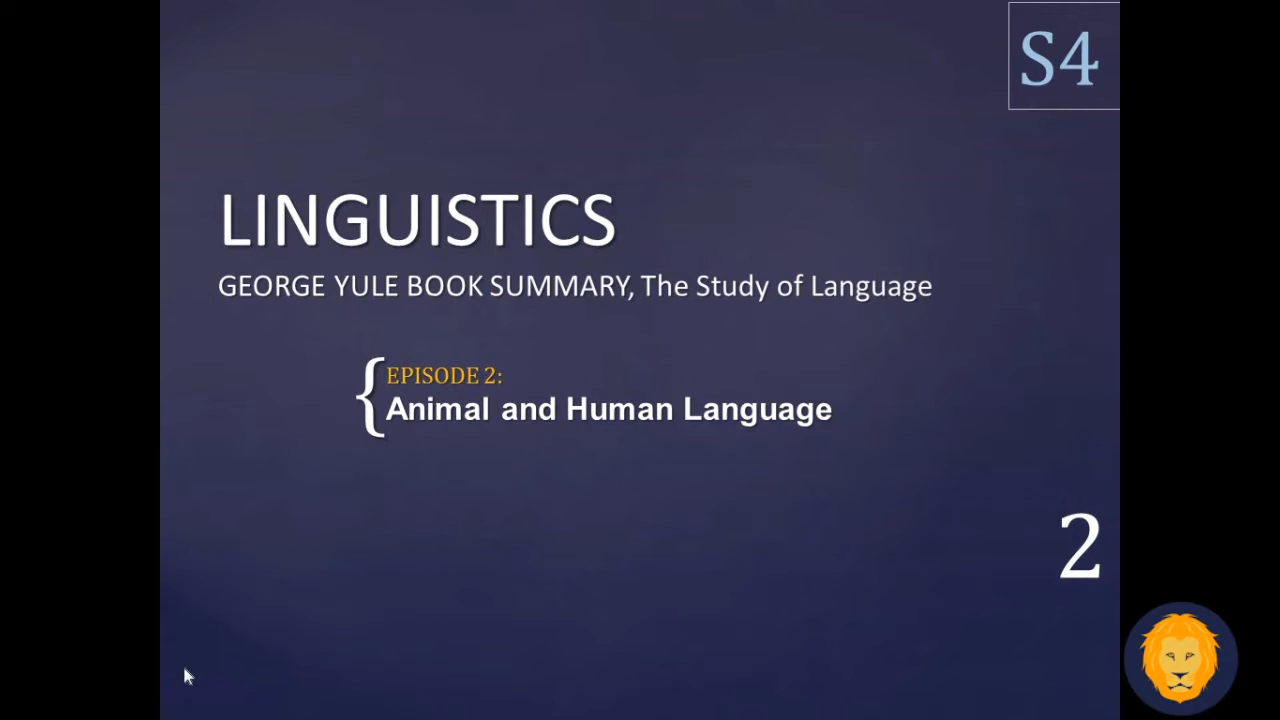 S4
LINGUISTICS
GEORGE YULE BOOK SUMMARY, The Study of Language
EPISODE 2:
Animal and Human Language
2